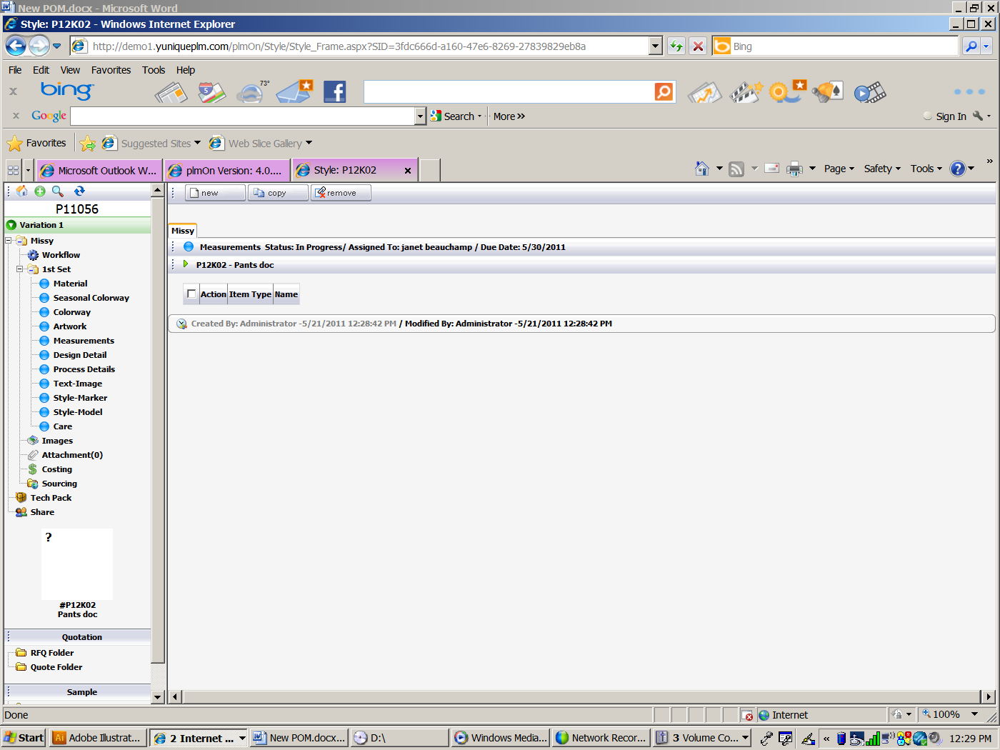 New POM.docx - Microsoft Word
Style: P12K02 - Windows Internet Explorer
http://demo1.yuniqueplm.com/plmOn/Style/Style_Frame.aspx?SID=3fdc666d-a160-47e6-8269-27839829eb8a
Bing
File Edit View Favorites Tools Help
x bing 73°
x Google Search More >> Sign In
Favorites Suggested Sites Web Slice Gallery
Microsoft Outlook W... plmOn Version: 4.0.... Style: P12K02 x Page Safety Tools
new copy remove
P11056
Variation 1
Missy
Workflow
1st Set
Material
Seasonal Colorway
Colorway
Artwork
Measurements
Design Detail
Process Details
Text-Image
Style-Marker
Style-Model
Care
Images
Attachment(0)
Costing
Sourcing
Tech Pack
Share
?
#P12K02
Pants doc
Quotation
RFQ Folder
Quote Folder
Sample
Missy
Measurements Status: In Progress/ Assigned To: janet beauchamp / Due Date: 5/30/2011
P12K02 - Pants doc
Action Item Type Name
Created By: Administrator -5/21/2011 12:28:42 PM / Modified By: Administrator -5/21/2011 12:28:42 PM
Done Internet 100%
Start Adobe Illustrat... 2 Internet ... New POM.docx... D:\ Windows Media... Network Recor... 3 Volume Co... « 12:29 PM